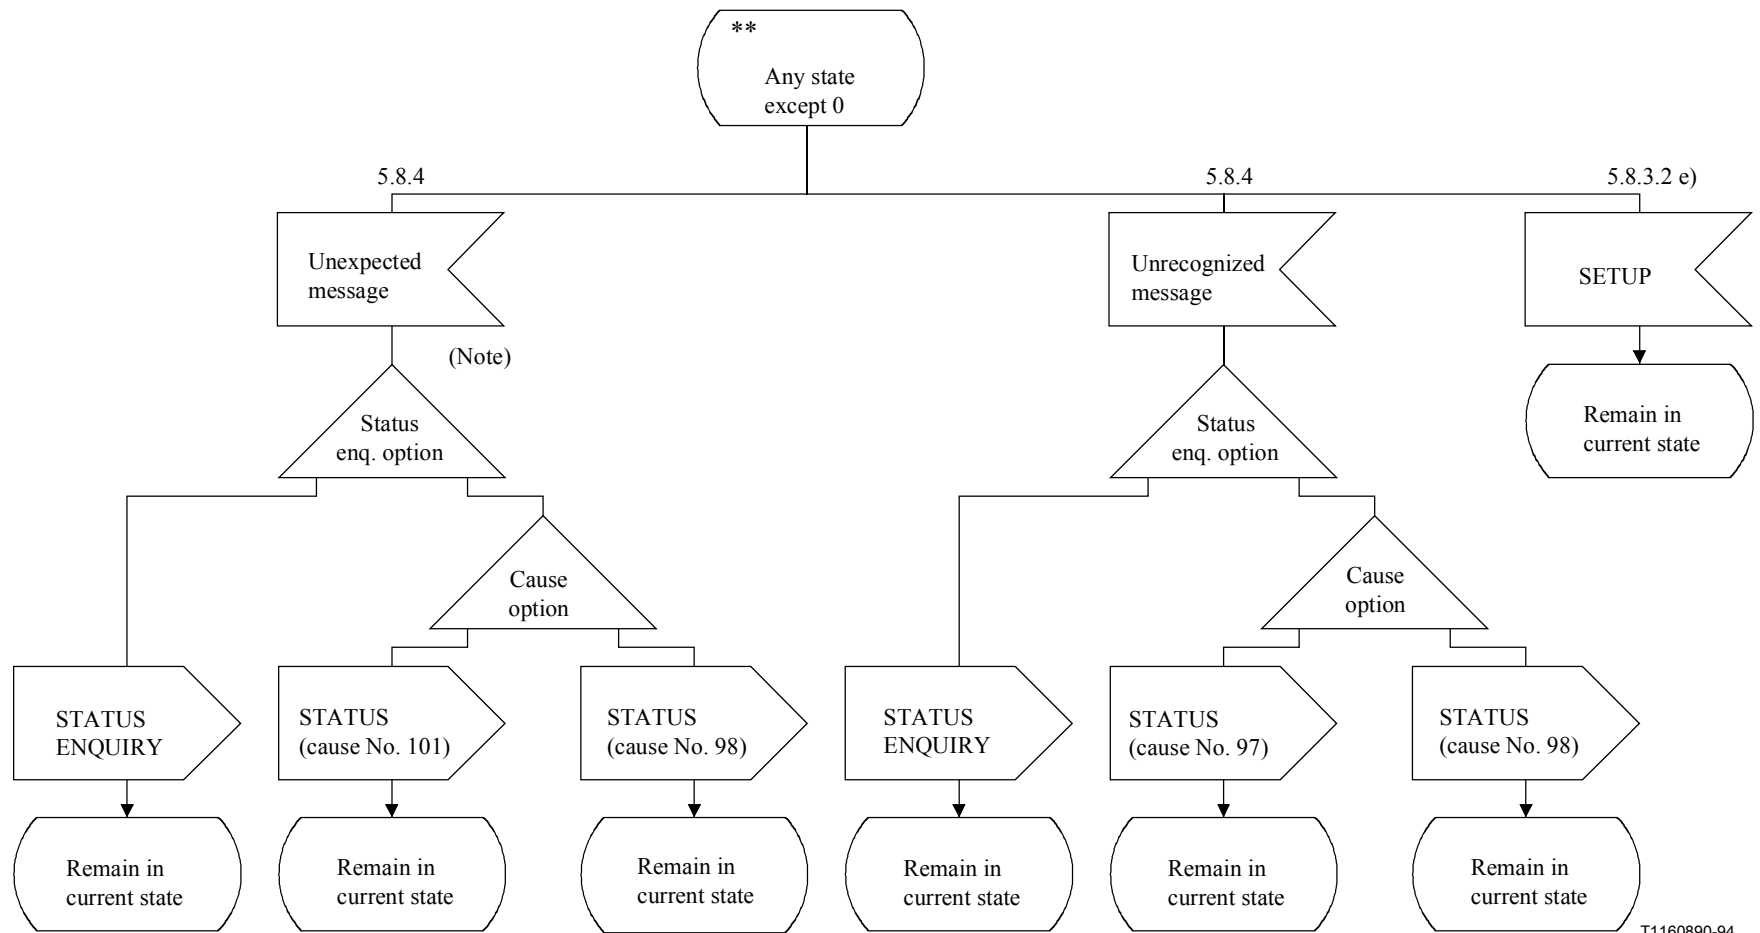 **
Any state
except 0
5.8.4
5.8.4
5.8.3.2 e)
Unexpected
message
Unrecognized
message
SETUP
(Note)
Status
enq. option
Status
enq. option
Remain in
current state
Cause
option
Cause
option
STATUS
ENQUIRY
STATUS
(cause No. 101)
STATUS
(cause No. 98)
STATUS
ENQUIRY
STATUS
(cause No. 97)
STATUS
(cause No. 98)
Remain in
current state
Remain in
current state
Remain in
current state
Remain in
current state
Remain in
current state
Remain in
current state
T1160890-94